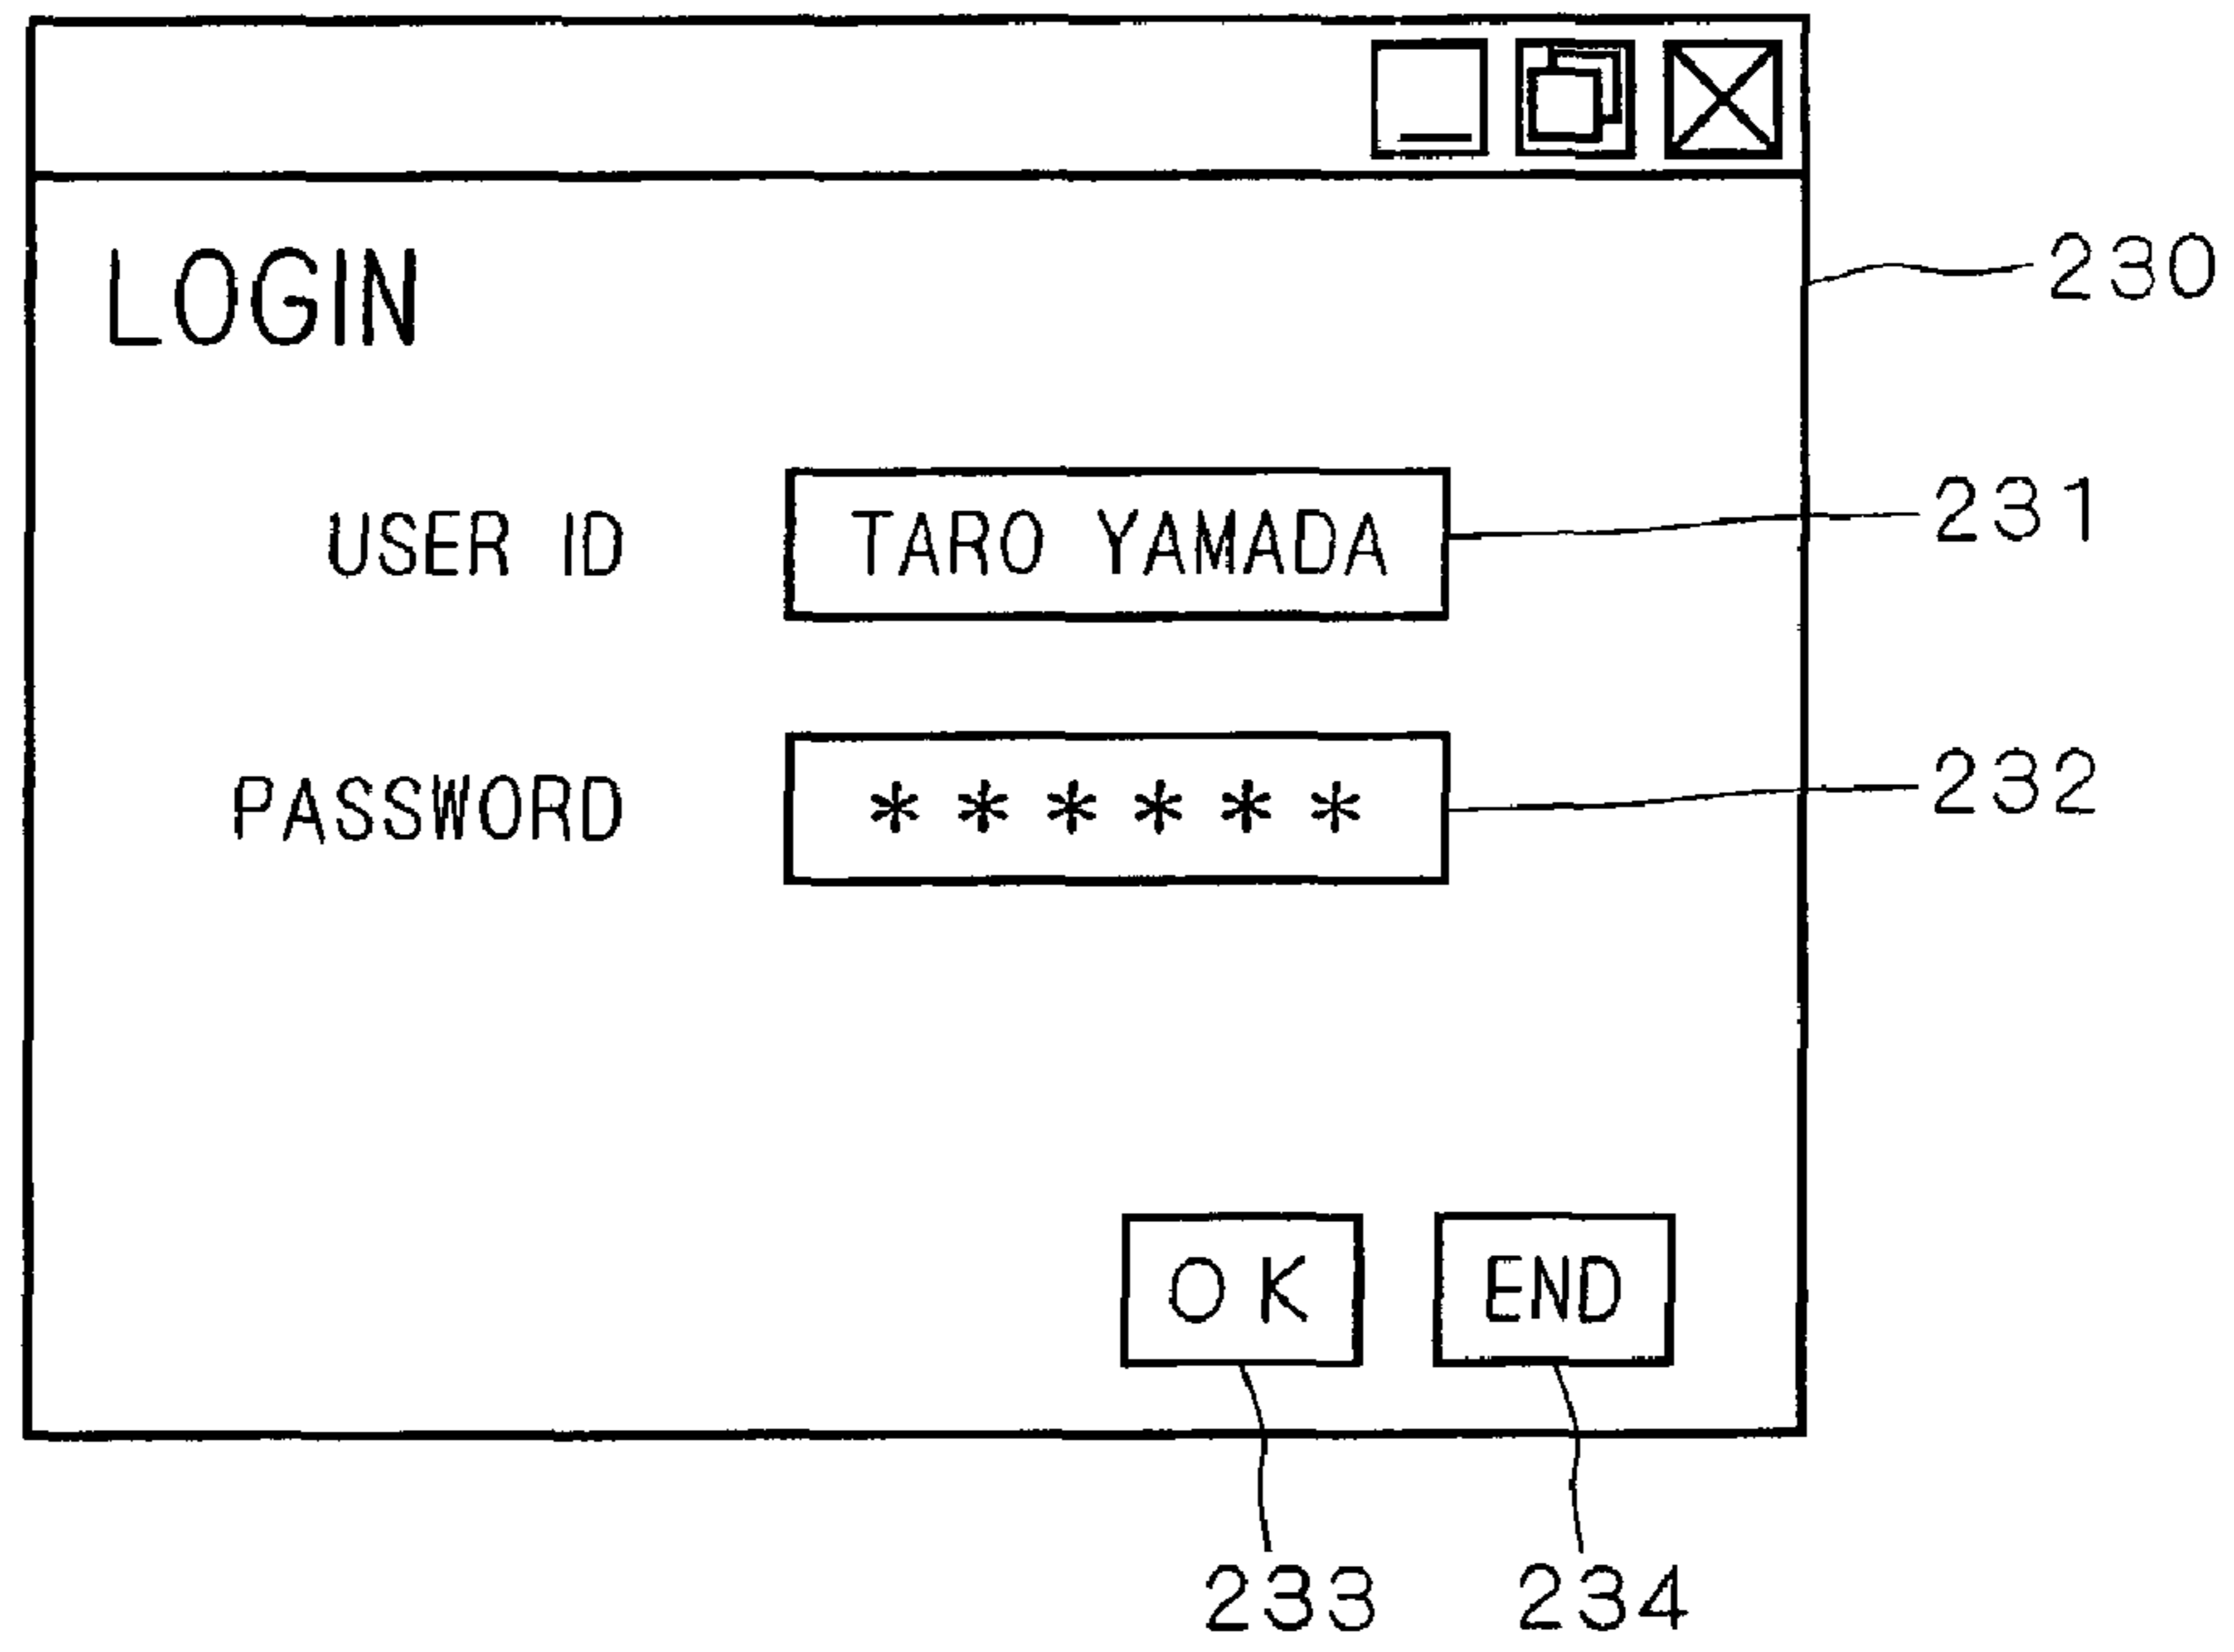 LOGIN
230
USER ID TARO YAMADA 231
PASSWORD ****** 232
OK END
233 234